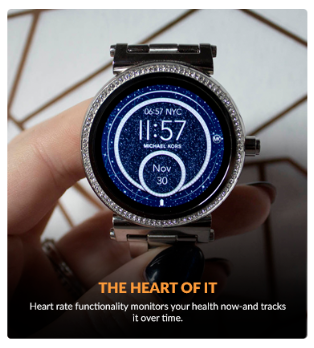 06:57 NYC
11:57
MICHAEL KORS
Nov
30
THE HEART OF IT
Heart rate functionality monitors your health now-and tracks
it over time.